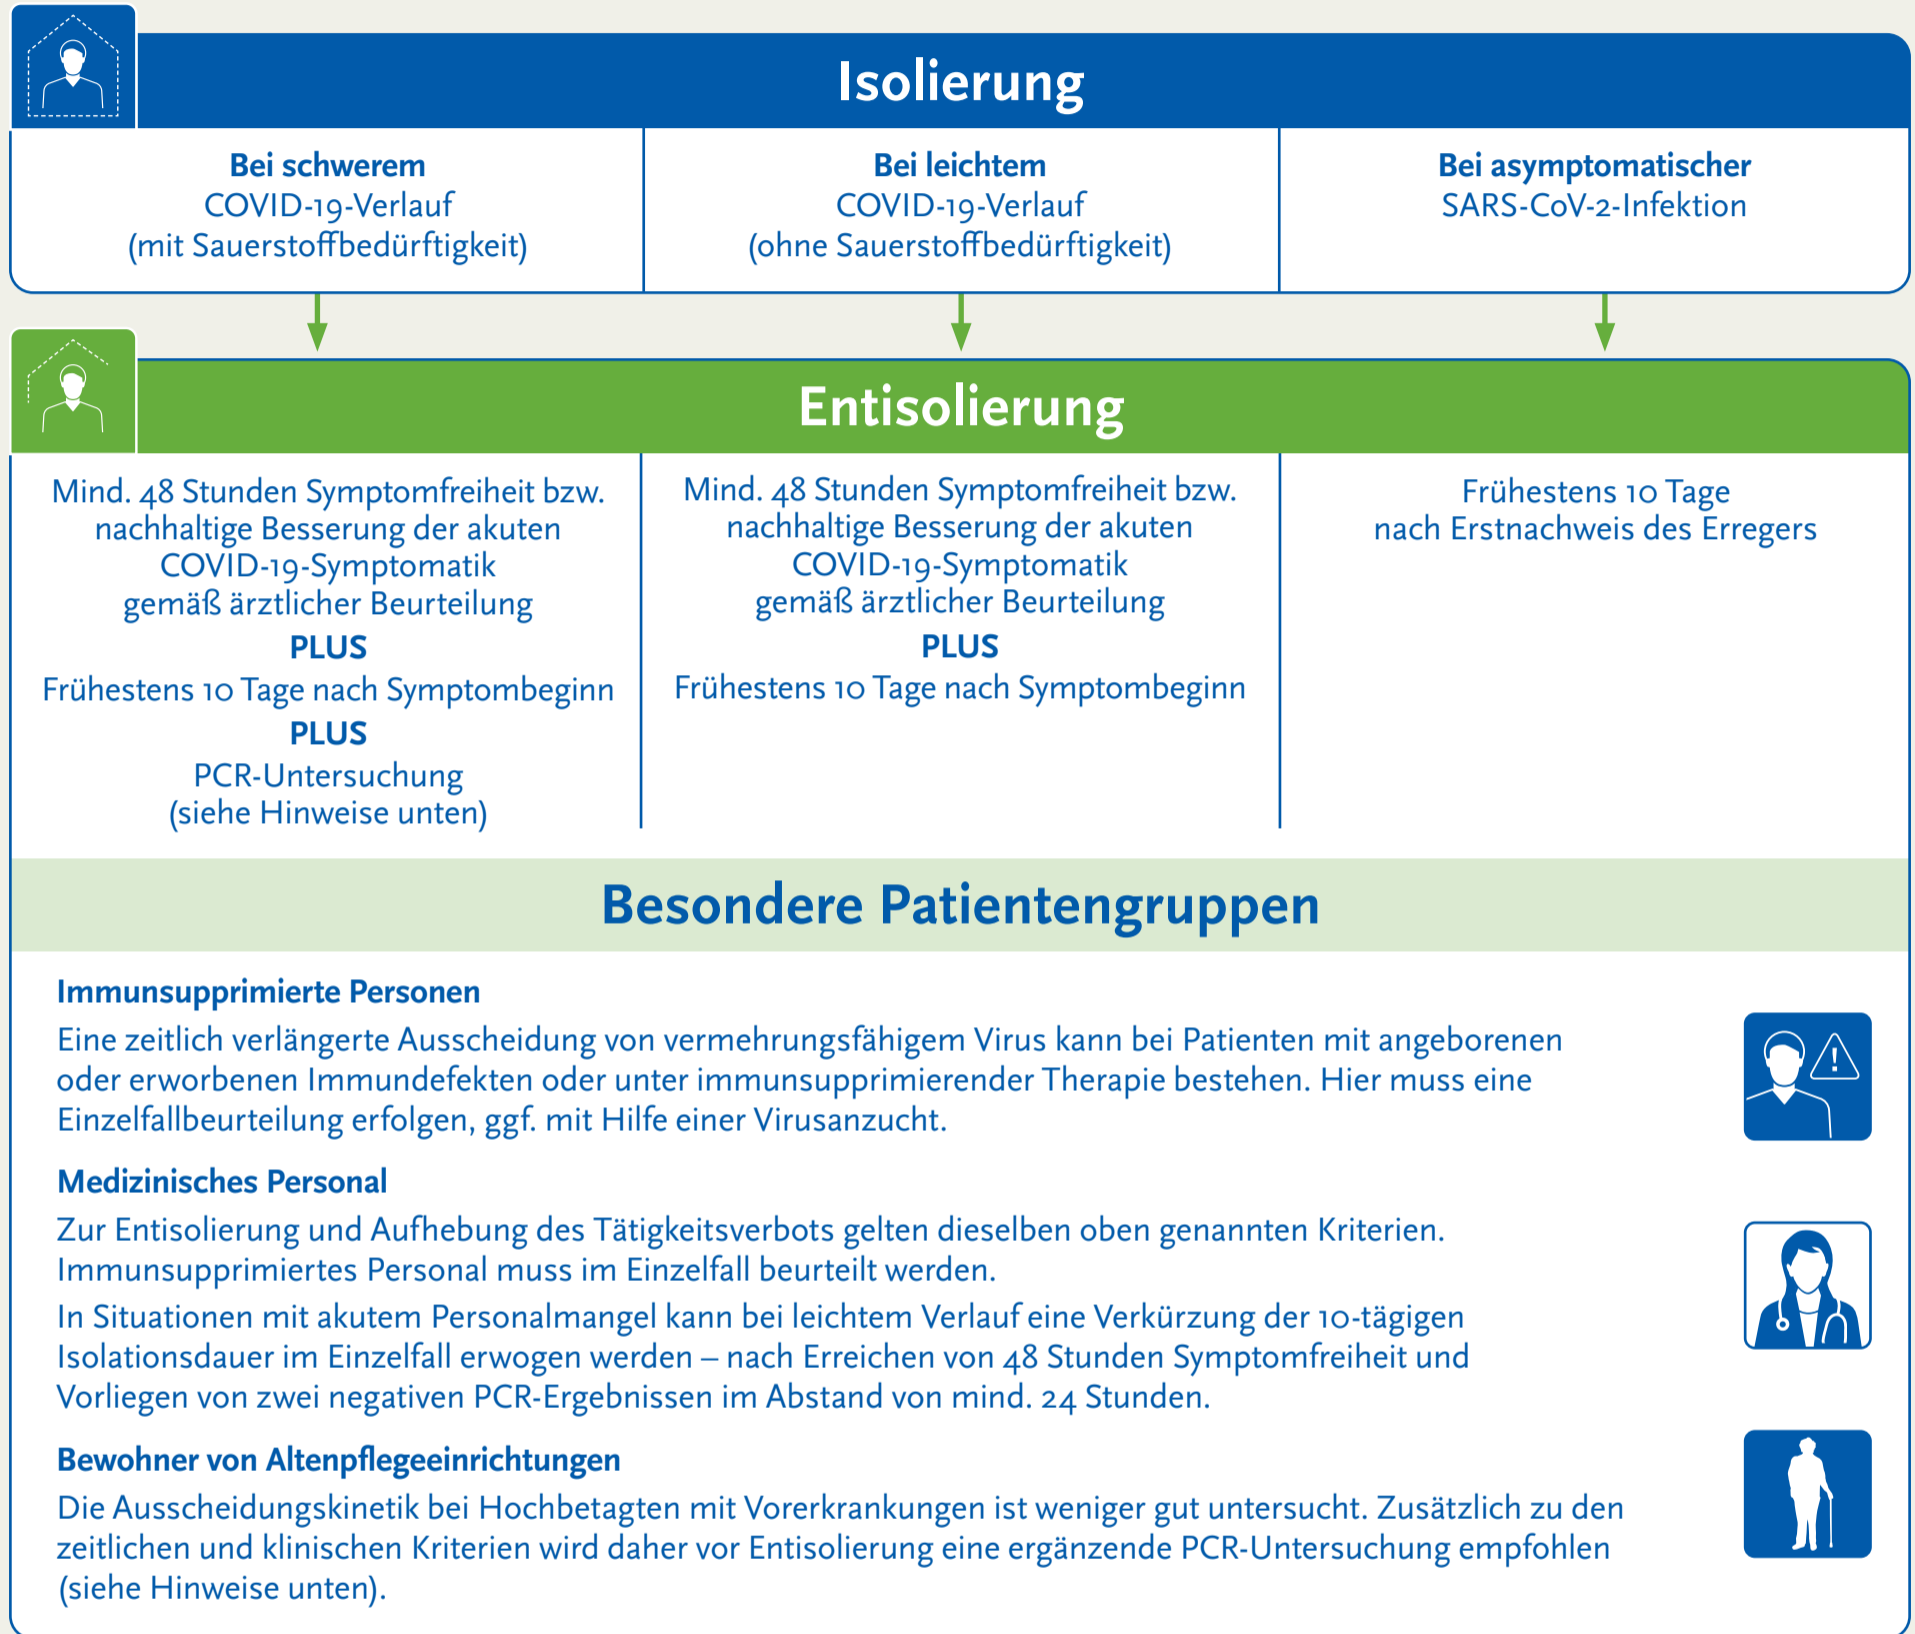 Isolierung
Bei schwerem
COVID-19-Verlauf
(mit Sauerstoffbedürftigkeit)
Bei leichtem
COVID-19-Verlauf
(ohne Sauerstoffbedürftigkeit)
Bei asymptomatischer
SARS-CoV-2-Infektion
Entisolierung
Mind. 48 Stunden Symptomfreiheit bzw.
nachhaltige Besserung der akuten
COVID-19-Symptomatik
gemäß ärztlicher Beurteilung
PLUS
Frühestens 10 Tage nach Symptombeginn
PLUS
PCR-Untersuchung
(siehe Hinweise unten)
Mind. 48 Stunden Symptomfreiheit bzw.
nachhaltige Besserung der akuten
COVID-19-Symptomatik
gemäß ärztlicher Beurteilung
PLUS
Frühestens 10 Tage nach Symptombeginn
Frühestens 10 Tage
nach Erstnachweis des Erregers
Besondere Patientengruppen
Immunsupprimierte Personen
Eine zeitlich verlängerte Ausscheidung von vermehrungsfähigem Virus kann bei Patienten mit angeborenen
oder erworbenen Immundefekten oder unter immunsupprimierender Therapie bestehen. Hier muss eine
Einzelfallbeurteilung erfolgen, ggf. mit Hilfe einer Virusanzucht.
Medizinisches Personal
Zur Entisolierung und Aufhebung des Tätigkeitsverbots gelten dieselben oben genannten Kriterien.
Immunsupprimiertes Personal muss im Einzelfall beurteilt werden.
In Situationen mit akutem Personalmangel kann bei leichtem Verlauf eine Verkürzung der 10-tägigen
Isolationsdauer im Einzelfall erwogen werden – nach Erreichen von 48 Stunden Symptomfreiheit und
Vorliegen von zwei negativen PCR-Ergebnissen im Abstand von mind. 24 Stunden.
Bewohner von Altenpflegeeinrichtungen
Die Ausscheidungskinetik bei Hochbetagten mit Vorerkrankungen ist weniger gut untersucht. Zusätzlich zu den
zeitlichen und klinischen Kriterien wird daher vor Entisolierung eine ergänzende PCR-Untersuchung empfohlen
(siehe Hinweise unten).